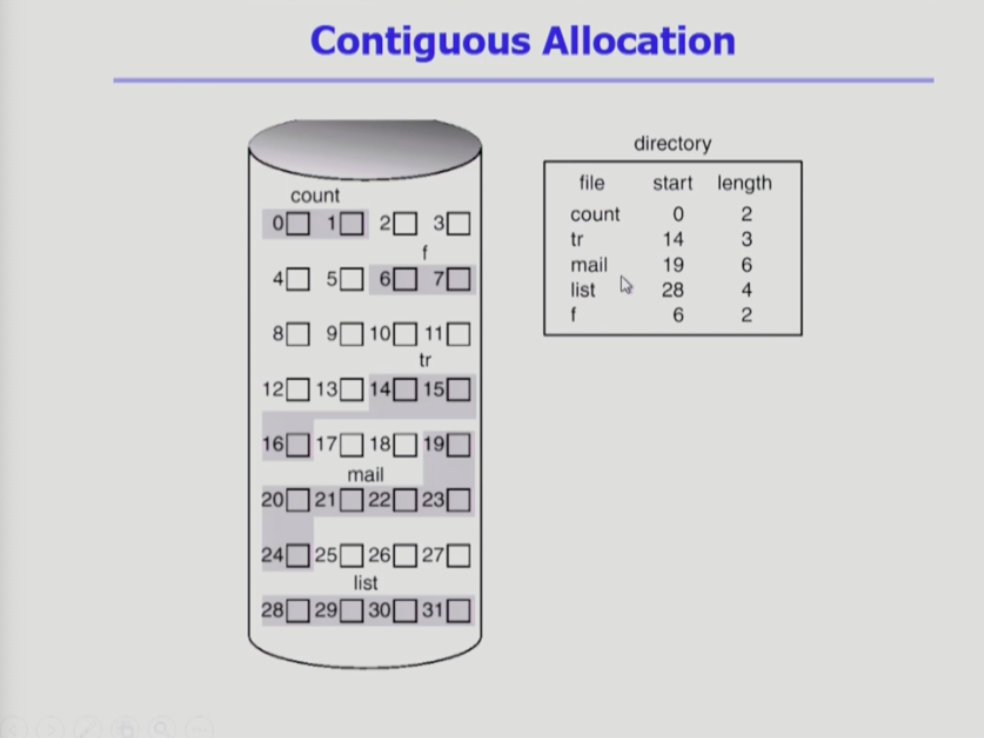 Contiguous Allocation
count
0 1 2 3
f
4 5 6 7
8 9 10 11
tr
12 13 14 15
16 17 18 19
mail
20 21 22 23
24 25 26 27
list
28 29 30 31
directory
file start length
count 0 2
tr 14 3
mail 19 6
list 28 4
f 6 2